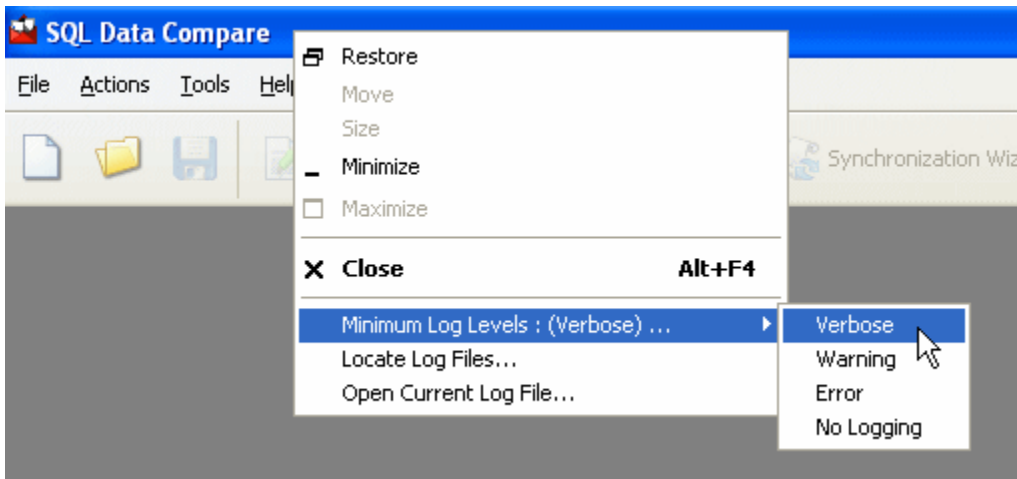 SQL Data Compare
File Actions Tools Hel
Restore
Move
Size
Minimize
Synchronization Wiz
Maximize
Close Alt+F4
Minimum Log Levels : (Verbose) ...
Verbose
Locate Log Files...
Warning
Open Current Log File...
Error
No Logging